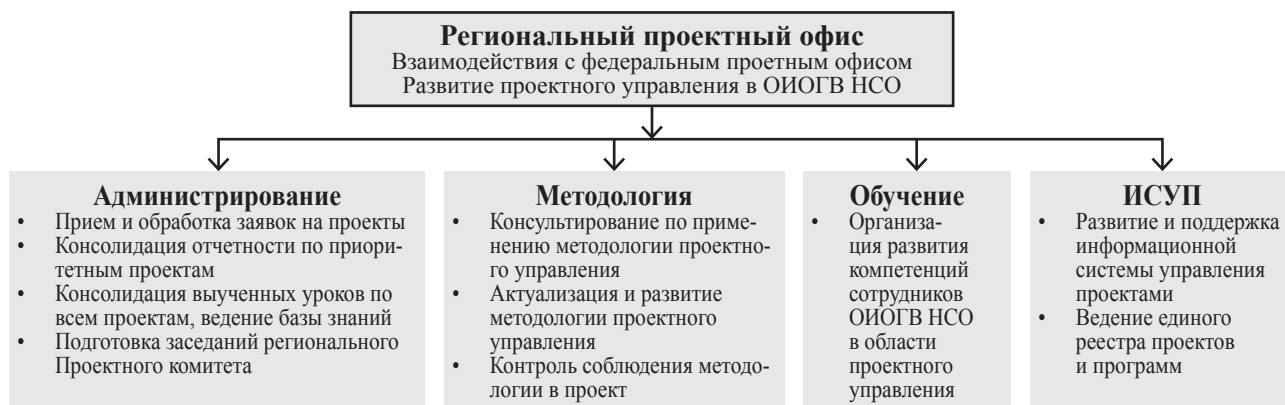 Региональный проектный офис
Взаимодействия с федеральным проетным офисом
Развитие проектного управления в ОИОГВ НСО
Администрирование
• Прием и обработка заявок на проекты
• Консолидация отчетности по приори-
тетным проектам
• Консолидация выученных уроков по
всем проектам, ведение базы знаний
• Подготовка заседаний регионального
Проектного комитета
Методология
• Консультирование по приме-
нению методологии проектно-
го управления
• Актуализация и развитие
методологии проектного
управления
• Контроль соблюдения методо-
логии в проект
Обучение
• Организа-
ция развития
компетенций
сотрудников
ОИОГВ НСО
в области
проектного
управления
ИСУП
• Развитие и поддержка
информационной
системы управления
проектами
• Ведение единого
реестра проектов
и программ